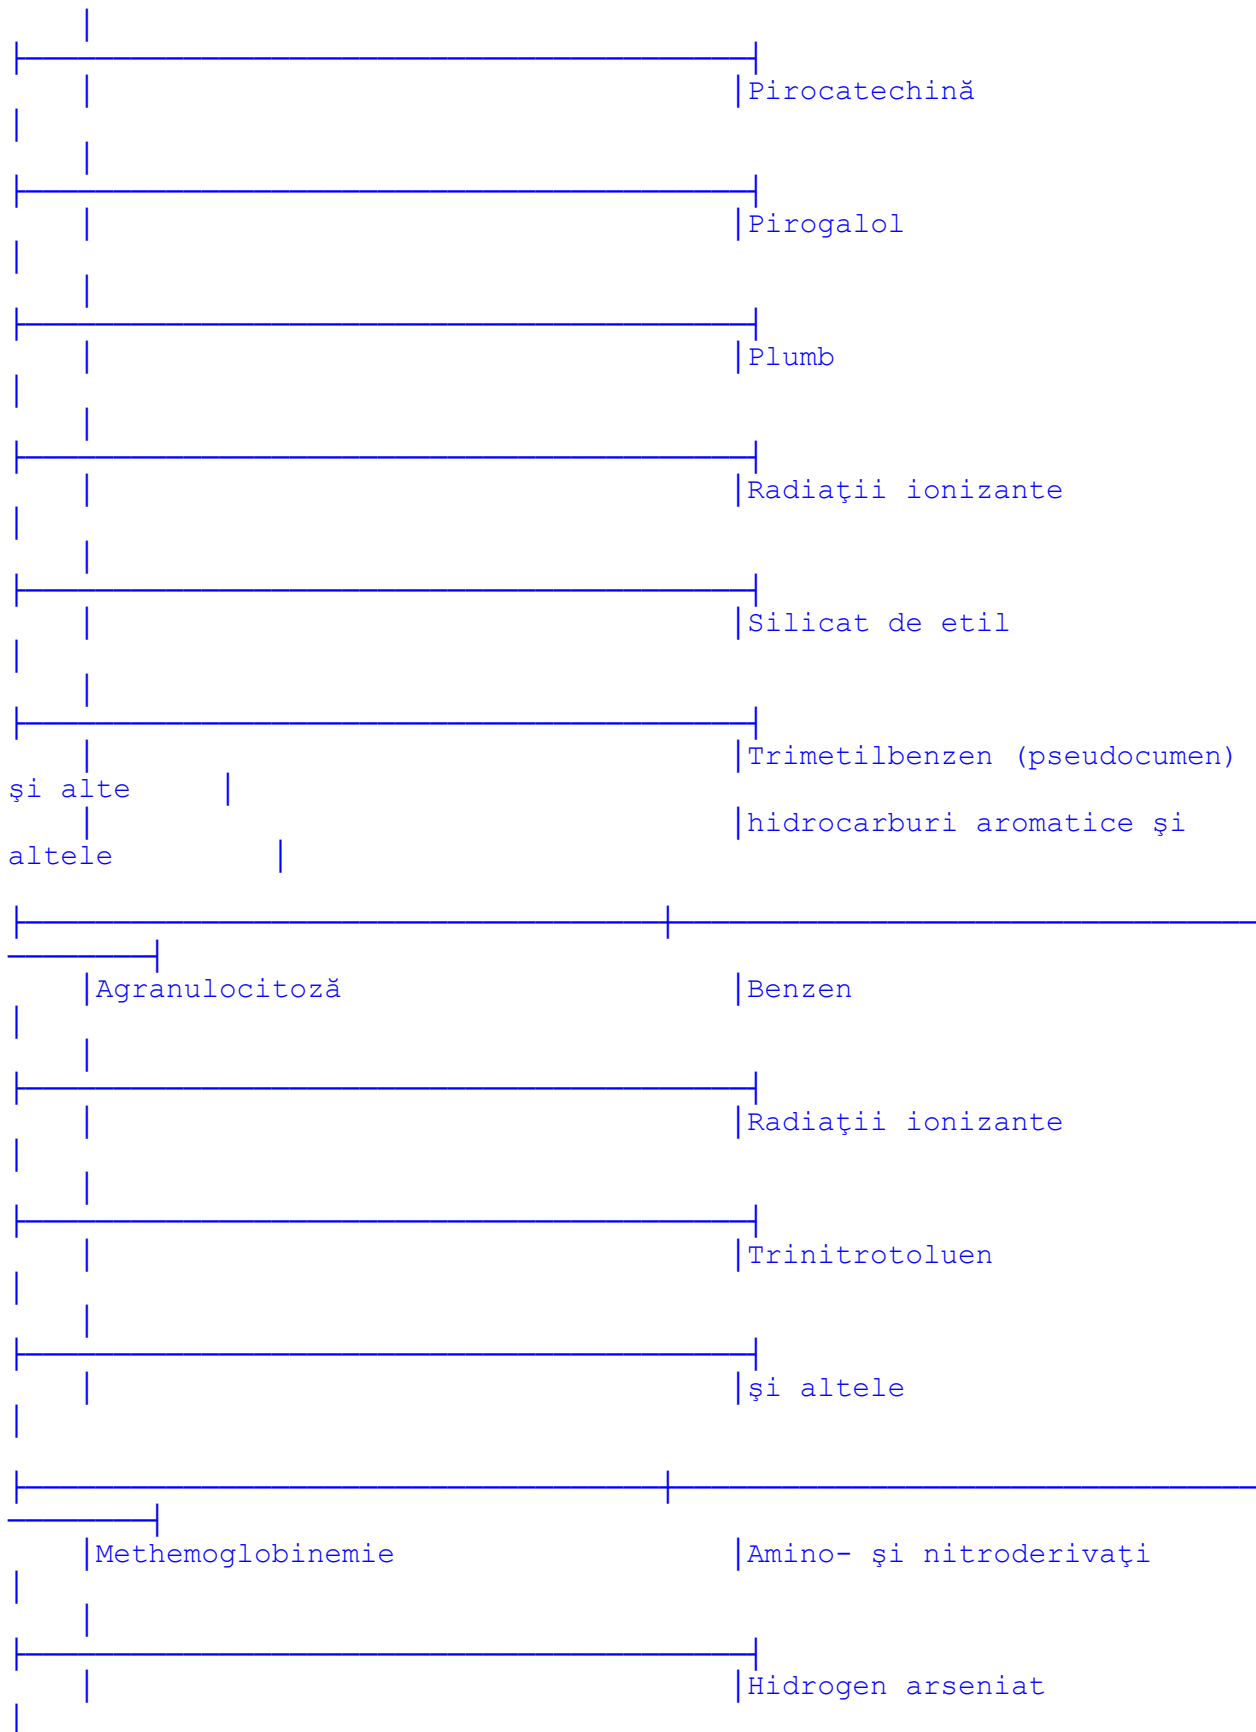 Pirocatechină
Pirogalol
Plumb
Radiaţii ionizante
Silicat de etil
Trimetilbenzen (pseudocumen)
şi alte
hidrocarburi aromatice şi
altele
Agranulocitoză Benzen
Radiaţii ionizante
Trinitrotoluen
şi altele
Methemoglobinemie Amino- şi nitroderivaţi
Hidrogen arseniat